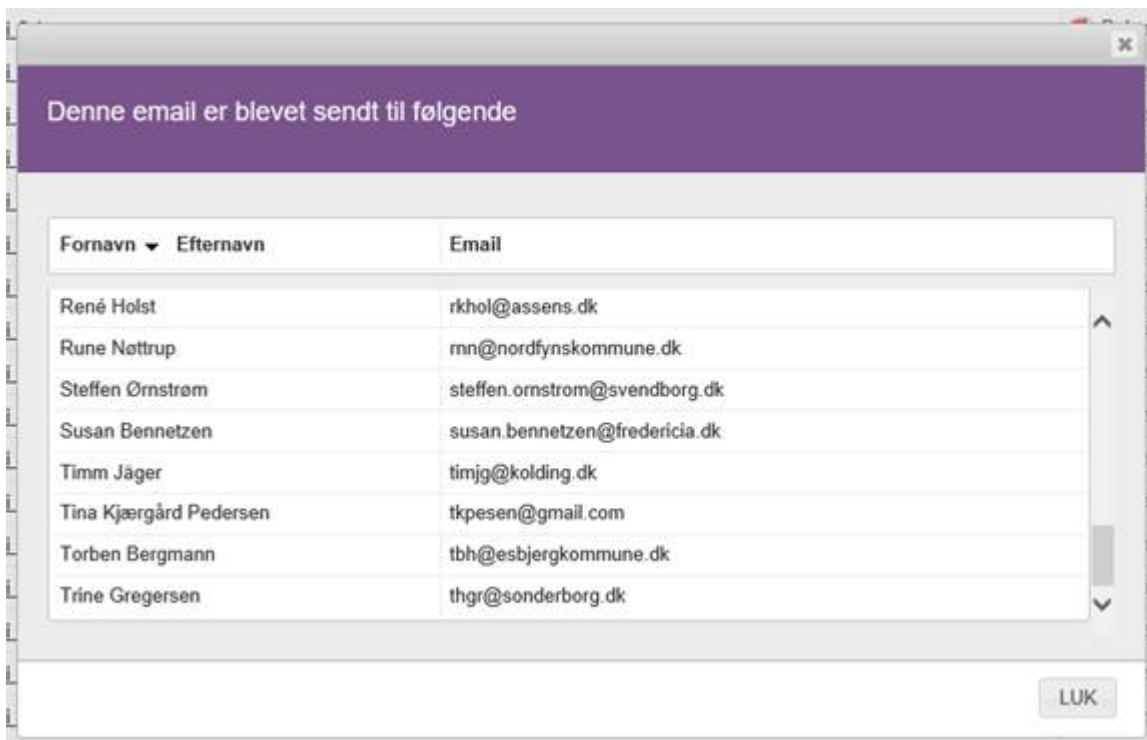 Denne email er blevet sendt til følgende
Fornavn Efternavn Email
René Holst rkhol@assens.dk
Rune Nøttrup rnn@nordfynskommune.dk
Steffen Ørnstrøm steffen.ornstrom@svendborg.dk
Susan Bennetzen susan.bennetzen@fredericia.dk
Timm Jäger timjg@kolding.dk
Tina Kjærgård Pedersen tkpesen@gmail.com
Torben Bergmann tbh@esbjergkommune.dk
Trine Gregersen thgr@sonderborg.dk
LUK